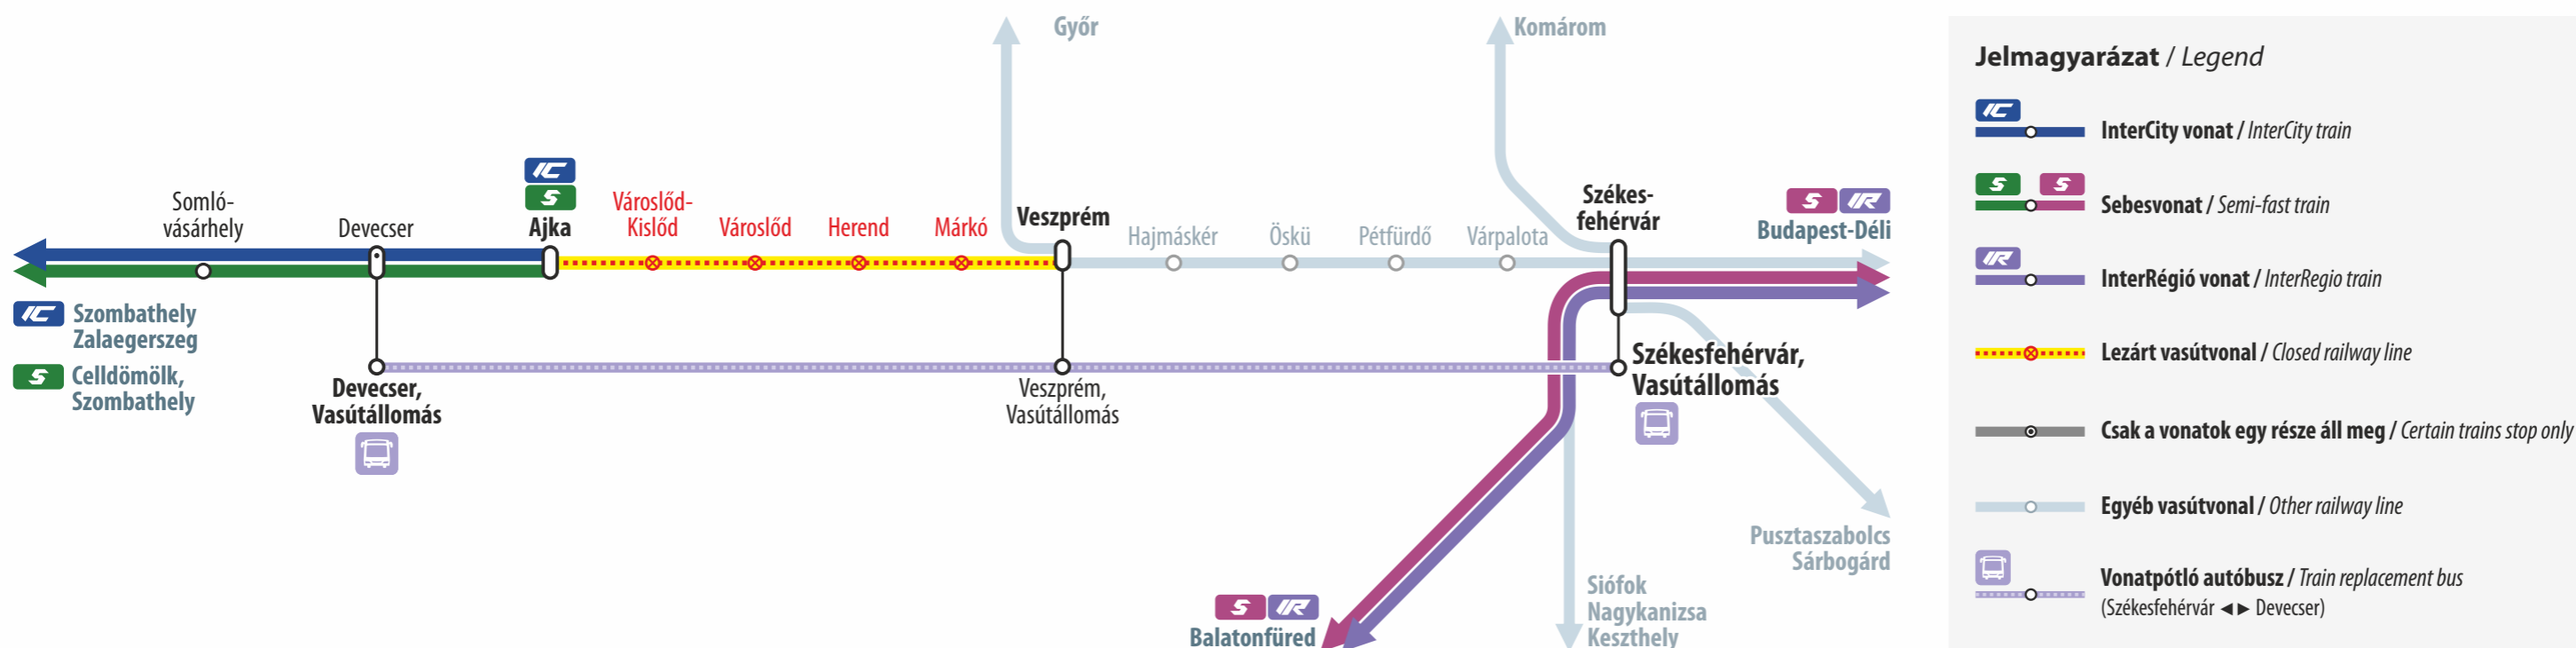 Győr
Komárom
IC
S
Somló-
vásárhely
Devecser
Ajka
Városlőd-
Kislőd
Városlőd
Herend
Márkó
Veszprém
Hajmáskér
Öskü
Pétfürdő
Várpalota
Székes-
fehérvár
S IR
Budapest-Déli
IC Szombathely
Zalaegerszeg
S Celldömölk,
Szombathely
Devecser,
Vasútállomás
Veszprém,
Vasútállomás
Székesfehérvár,
Vasútállomás
Pusztaszabolcs
Sárbogárd
Siófok
Nagykanizsa
Keszthely
S IR
Balatonfüred
Jelmagyarázat / Legend
IC
InterCity vonat / InterCity train
S S
Sebesvonat / Semi-fast train
IR
InterRégió vonat / InterRegio train
Lezárt vasútvonal / Closed railway line
Csak a vonatok egy része áll meg / Certain trains stop only
Egyéb vasútvonal / Other railway line
Vonatpótló autóbusz / Train replacement bus
(Székesfehérvár ◄► Devecser)